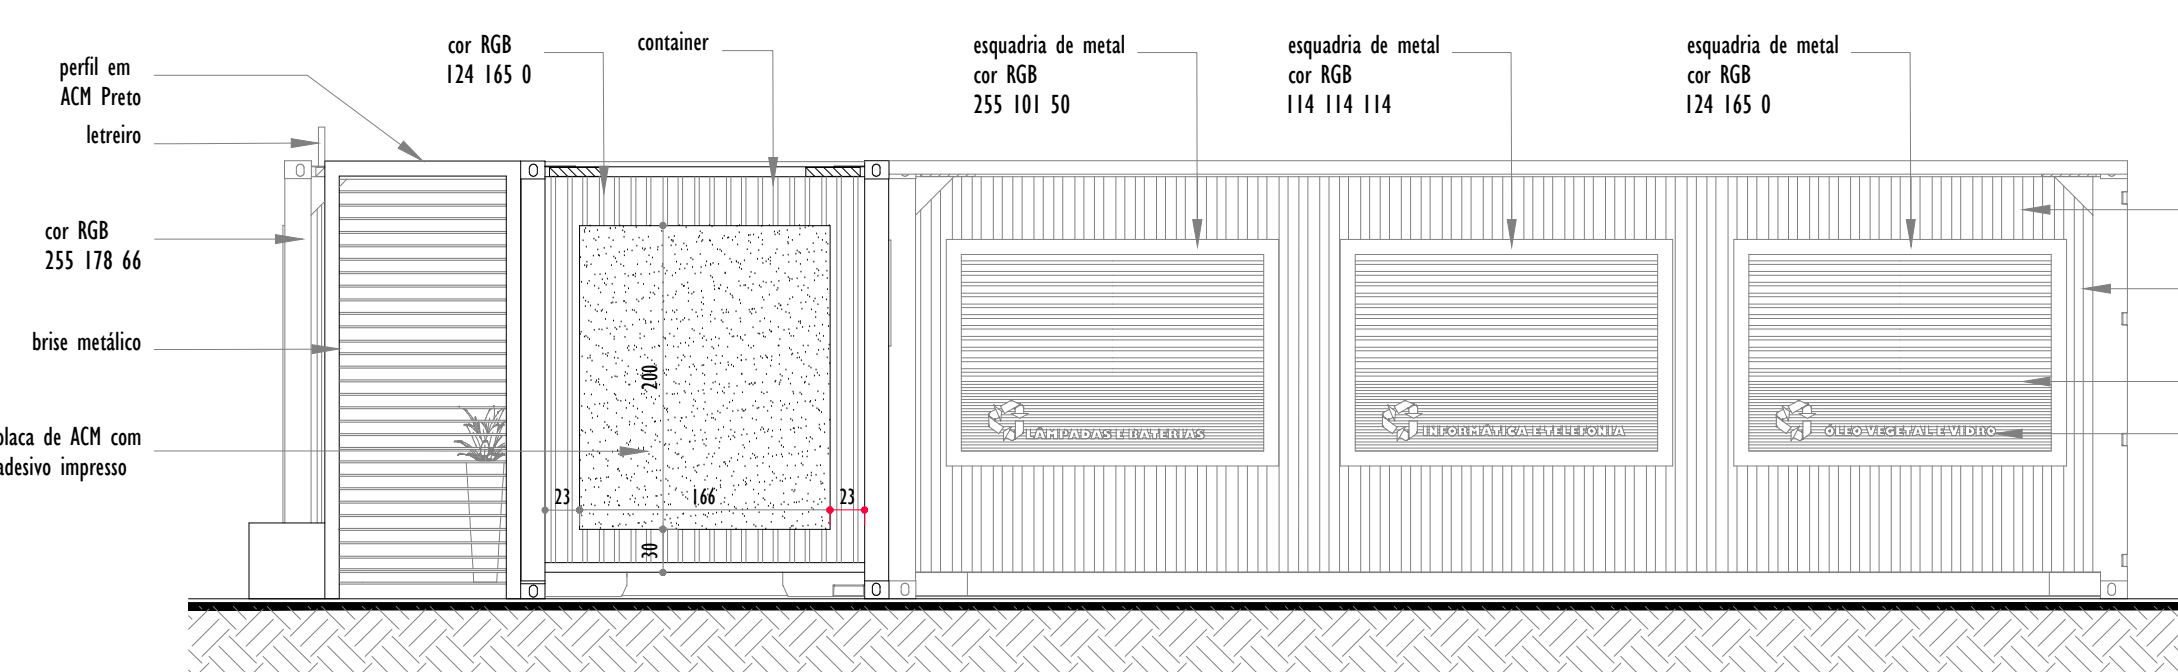 perfil em
ACM Preto
letreiro
cor RGB
124 165 0
container
esquadria de metal
cor RGB
255 101 50
esquadria de metal
cor RGB
114 114 114
esquadria de metal
cor RGB
124 165 0
cor RGB
255 178 66
brise metálico
placa de ACM com
adesivo impresso
200
23
166
23
30
LÂMPADAS E BATERIAS
INFORMÁTICA E TELEFONIA
ÓLEO VEGETAL E VIDRO